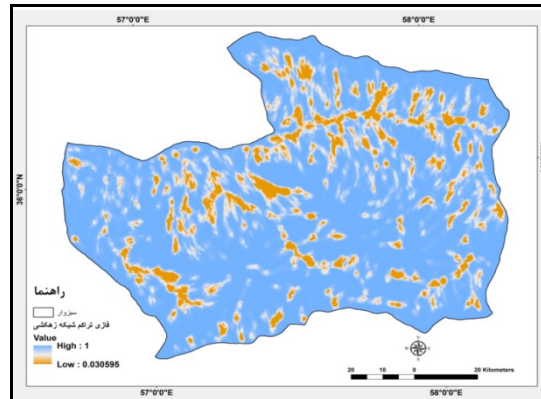 57°0'0"E
58°0'0"E
36°0'0"N
راهنما
سبزوار
فازی تراکم شبکه زهکشی
Value
High : 1
Low : 0.030595
20 10 0 20 Kilometers
57°0'0"E
58°0'0"E